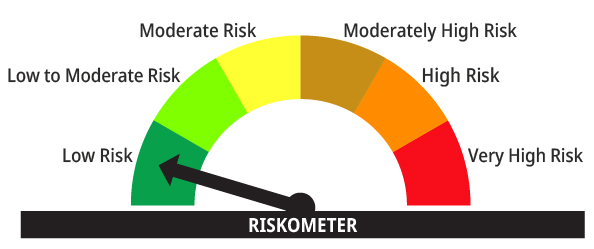 Moderate Risk
Moderately High Risk
Low to Moderate Risk
High Risk
Low Risk
Very High Risk
RISKOMETER